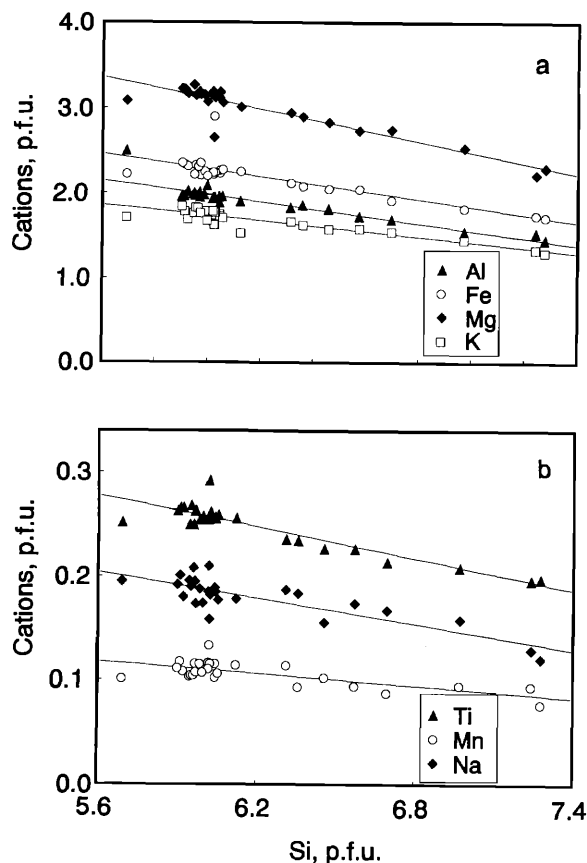 4.0
a
3.0
Cations, p.f.u.
2.0
1.0
0.0
Al
Fe
Mg
K
b
0.3
Cations, p.f.u.
0.2
0.1
0.0
Ti
Mn
Na
5.6 6.2 6.8 7.4
Si, p.f.u.